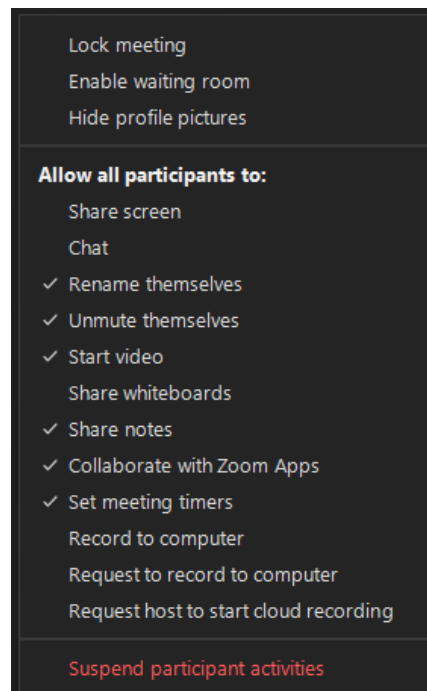 Lock meeting
Enable waiting room
Hide profile pictures
Allow all participants to:
Share screen
Chat
✓ Rename themselves
✓ Unmute themselves
✓ Start video
Share whiteboards
✓ Share notes
✓ Collaborate with Zoom Apps
✓ Set meeting timers
Record to computer
Request to record to computer
Request host to start cloud recording
Suspend participant activities